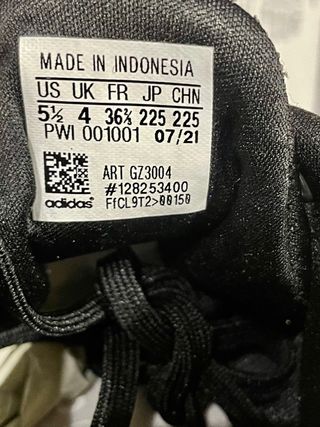 MADE IN INDONESIA
US UK FR JP CHN
5½ 4 36⅔ 225 225
PWI 001001 07/21
ART GZ3004
#128253400
adidas FfCL9T2>00150